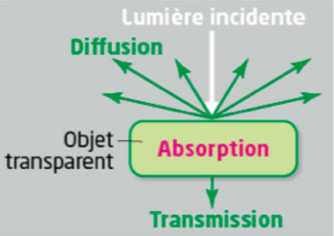 Lumière incidente
Diffusion
Objet
transparent
Absorption
Transmission